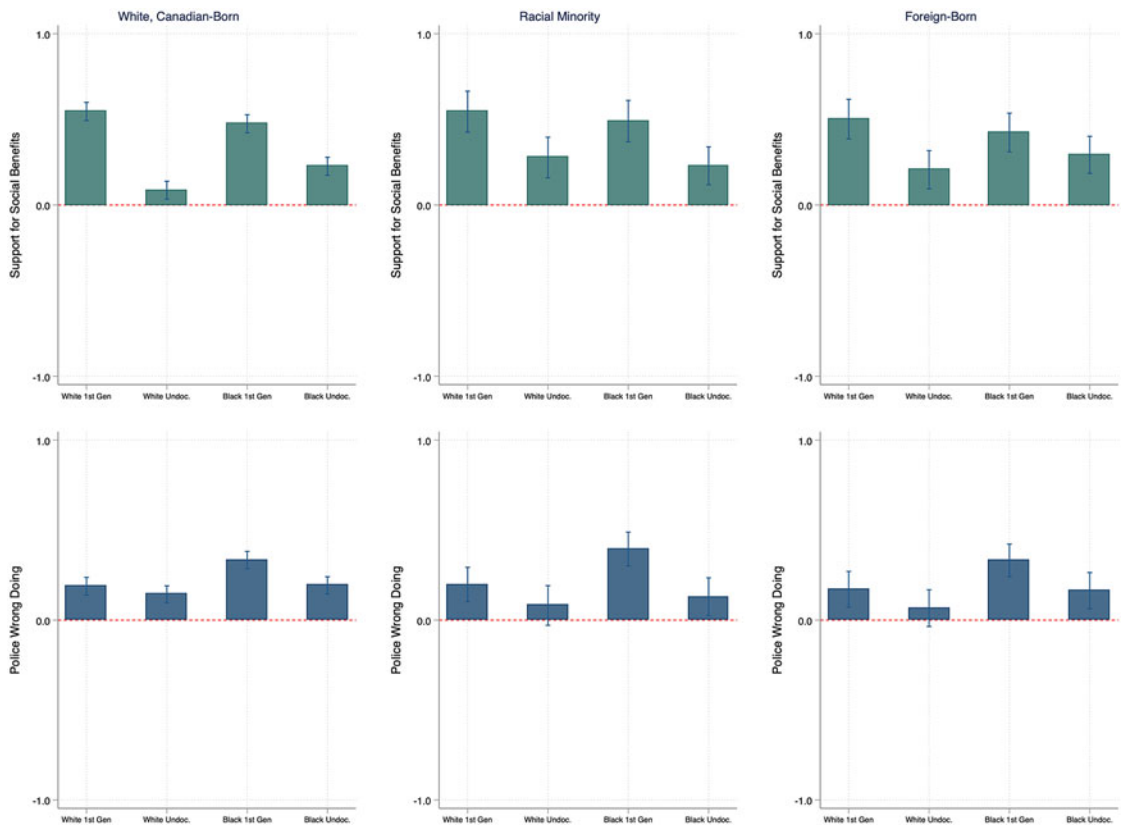 White, Canadian-Born
Racial Minority
Foreign-Born
Support for Social Benefits
1.0
0.0
-1.0
White 1st Gen
White Undoc.
Black 1st Gen
Black Undoc.
Support for Social Benefits
1.0
0.0
-1.0
White 1st Gen
White Undoc.
Black 1st Gen
Black Undoc.
Support for Social Benefits
1.0
0.0
-1.0
White 1st Gen
White Undoc.
Black 1st Gen
Black Undoc.
Police Wrong Doing
1.0
0.0
-1.0
White 1st Gen
White Undoc.
Black 1st Gen
Black Undoc.
Police Wrong Doing
1.0
0.0
-1.0
White 1st Gen
White Undoc.
Black 1st Gen
Black Undoc.
Police Wrong Doing
1.0
0.0
-1.0
White 1st Gen
White Undoc.
Black 1st Gen
Black Undoc.